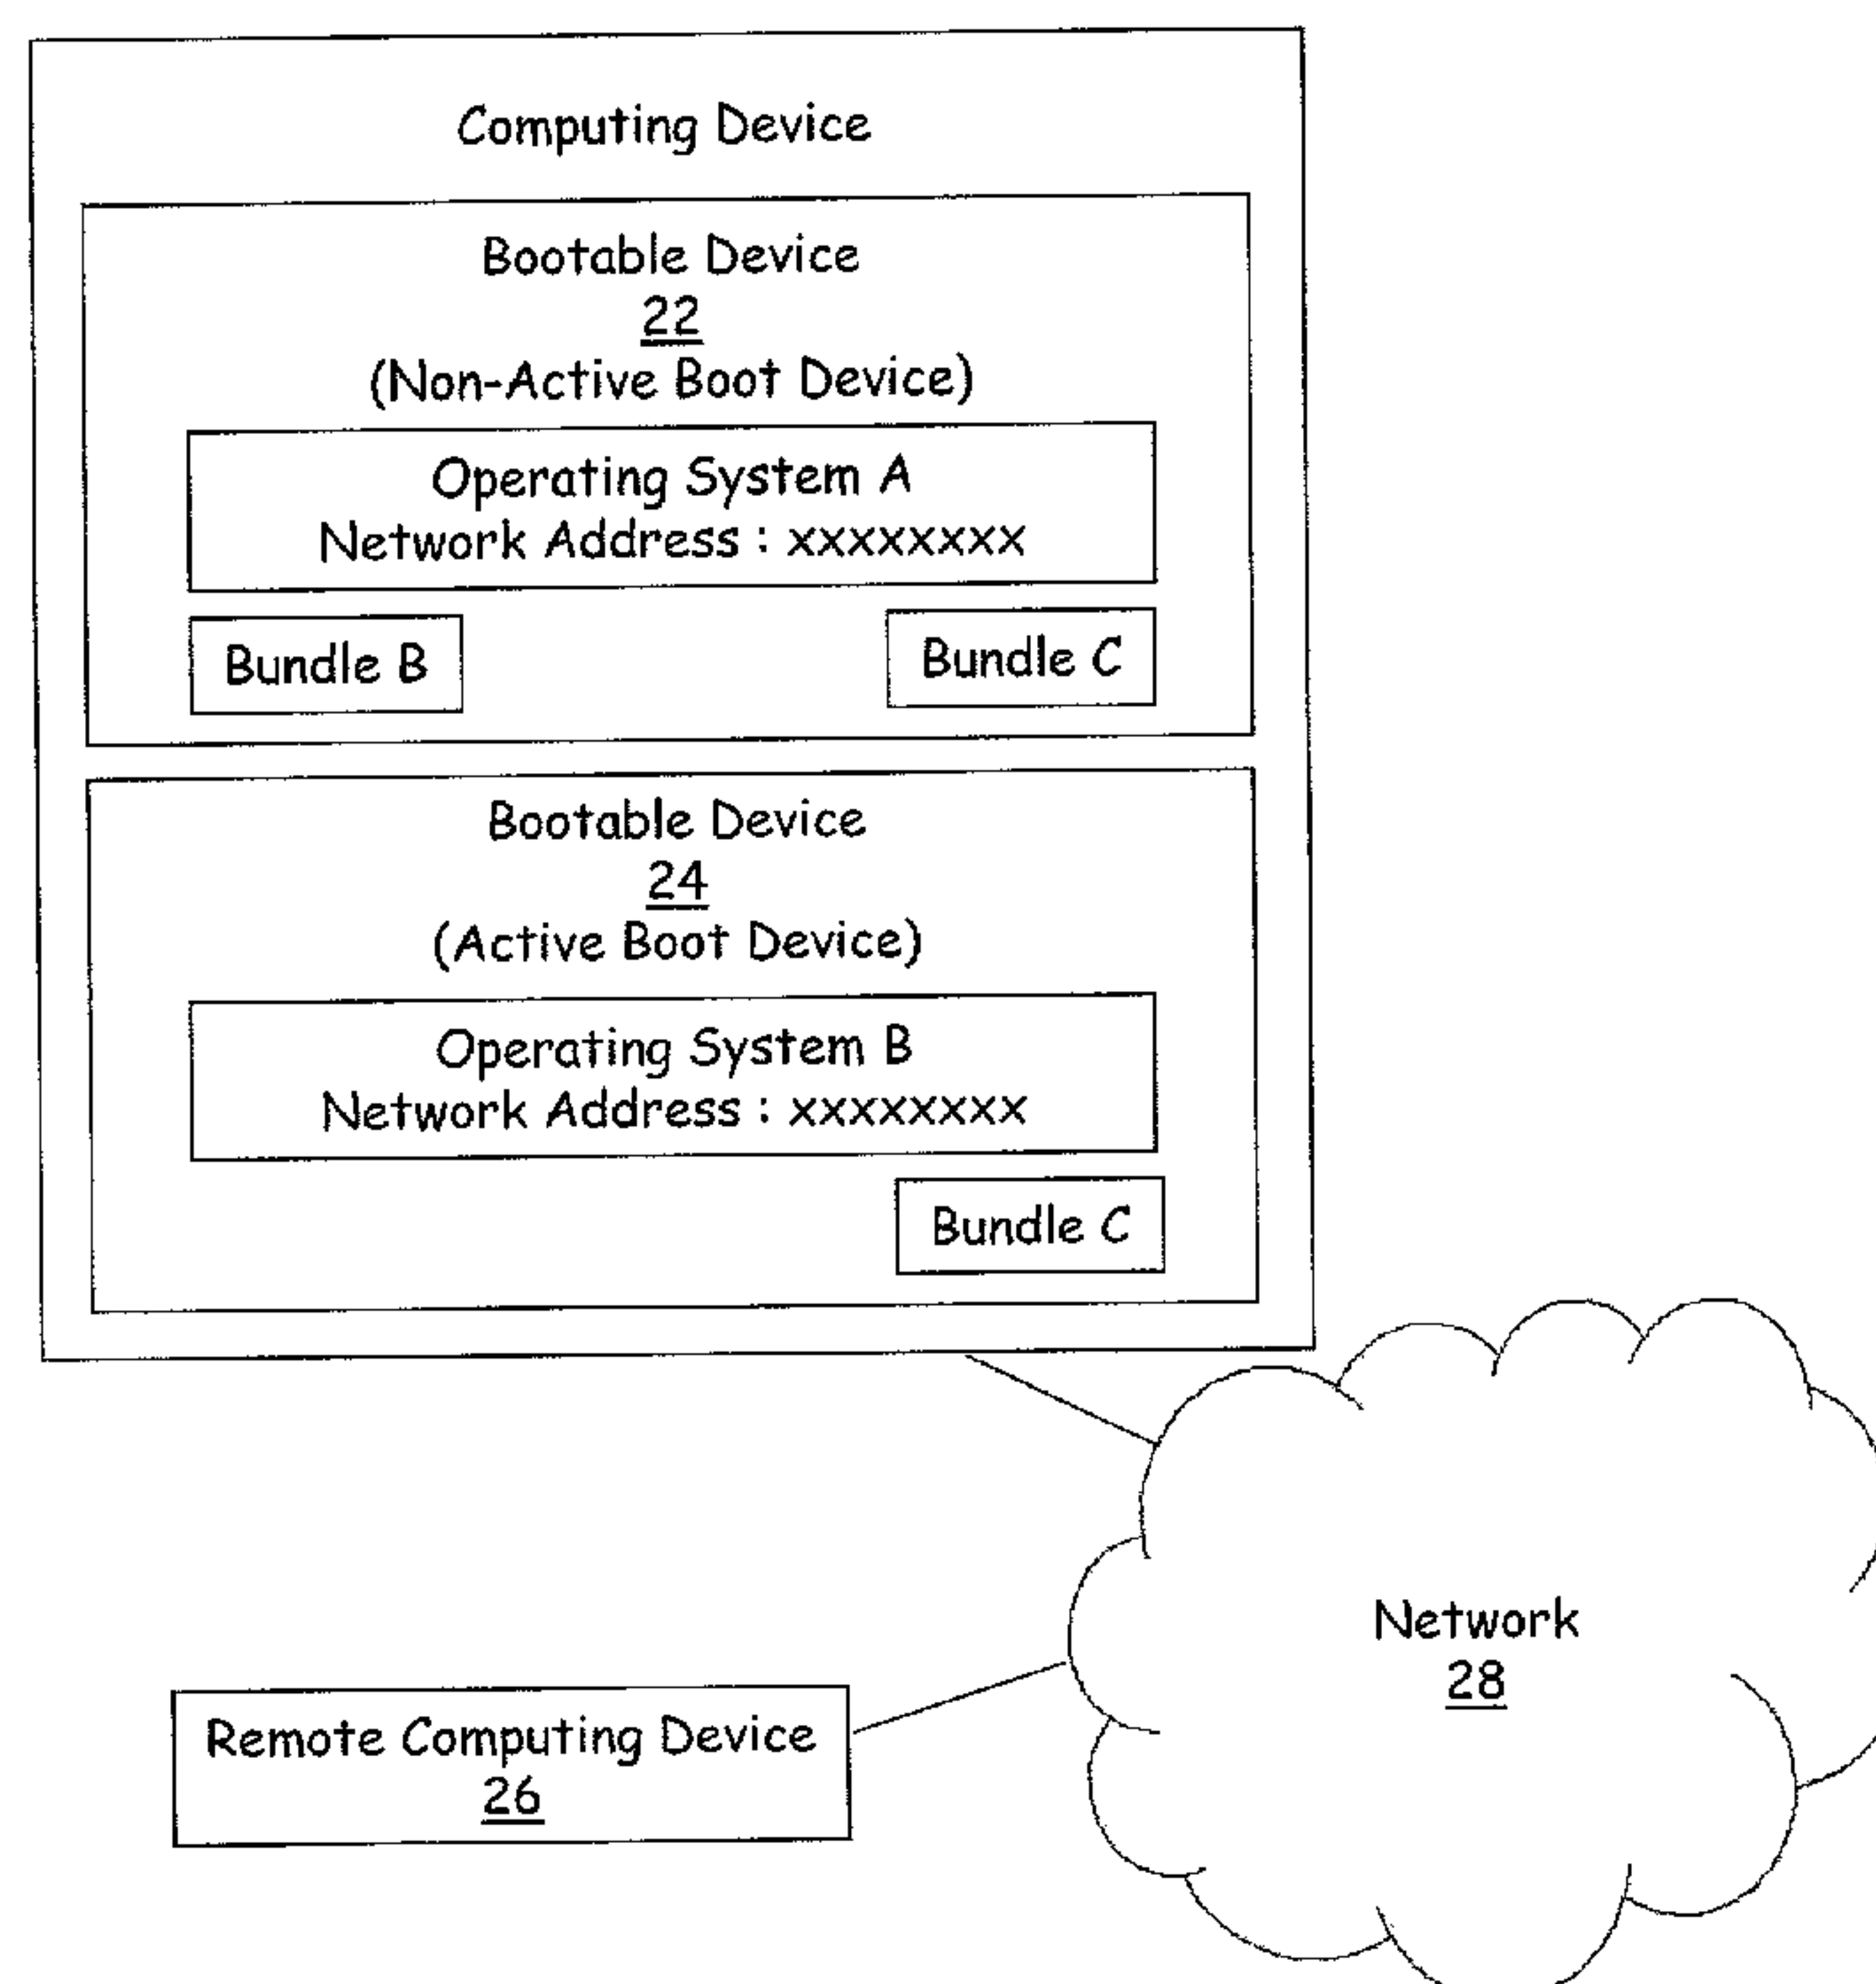 Computing Device
Bootable Device
22
(Non-Active Boot Device)
Operating System A
Network Address : xxxxxxxx
Bundle B
Bundle C
Bootable Device
24
(Active Boot Device)
Operating System B
Network Address : xxxxxxxx
Bundle C
Network
28
Remote Computing Device
26